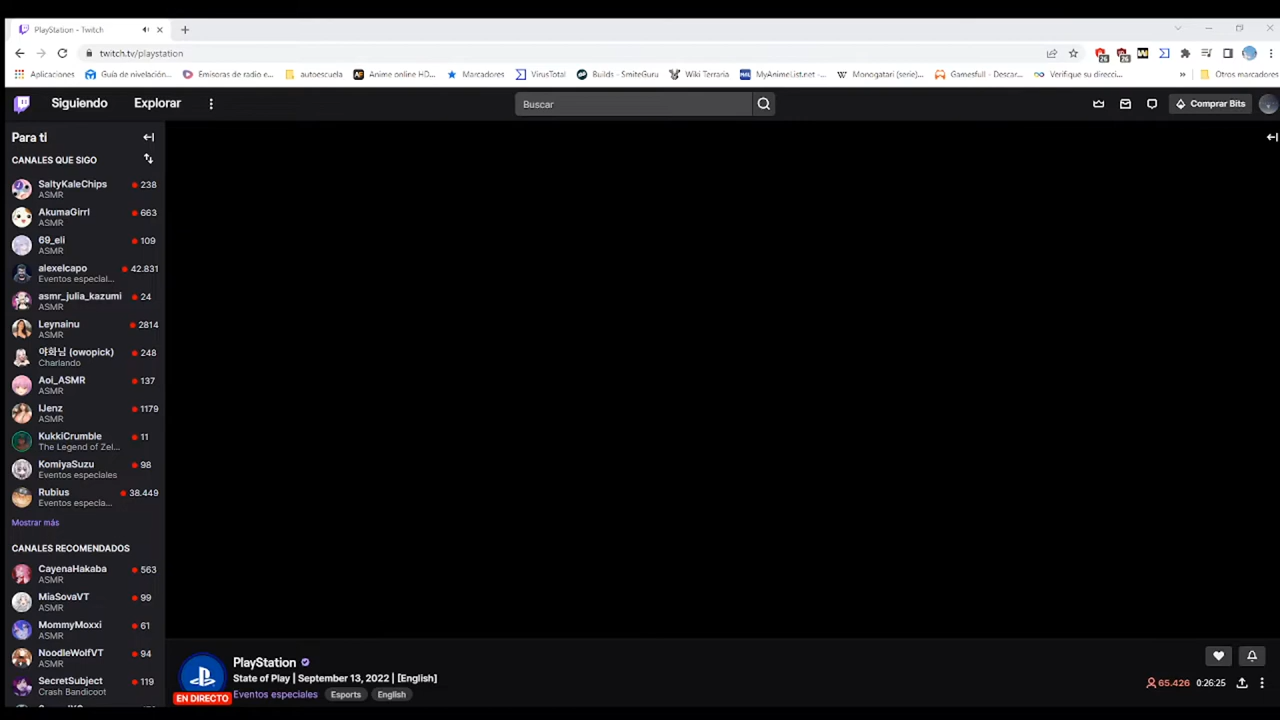 PlayStation - Twitch
twitch.tv/playstation
26
26
Aplicaciones
Guía de nivelación...
Emisoras de radio e...
autoescuela
Anime online HD...
Marcadores
VirusTotal
Builds - SmiteGuru
Wiki Terraria
MyAnimeList.net -...
Monogatari (serie)...
Gamesfull - Descar...
Verifique su direcci...
»
Otros marcadores
Siguiendo
Explorar
Buscar
Comprar Bits
Para ti
CANALES QUE SIGO
SaltyKaleChips
238
ASMR
AkumaGirrl
663
ASMR
69_eli
109
ASMR
alexelcapo
42.831
Eventos especial...
asmr_julia_kazumi
24
ASMR
Leynainu
2814
ASMR
야화님 (owopick)
248
Charlando
Aoi_ASMR
137
ASMR
IJenz
1179
ASMR
KukkiCrumble
11
The Legend of Zel...
KomiyaSuzu
98
Eventos especiales
Rubius
38.449
Eventos especia...
Mostrar más
CANALES RECOMENDADOS
CayenaHakaba
563
ASMR
MiaSovaVT
99
ASMR
MommyMoxxi
61
ASMR
NoodleWolfVT
94
ASMR
SecretSubject
119
Crash Bandicoot
PlayStation
State of Play | September 13, 2022 | [English]
EN DIRECTO
Eventos especiales
Esports
English
65.426
0:26:25